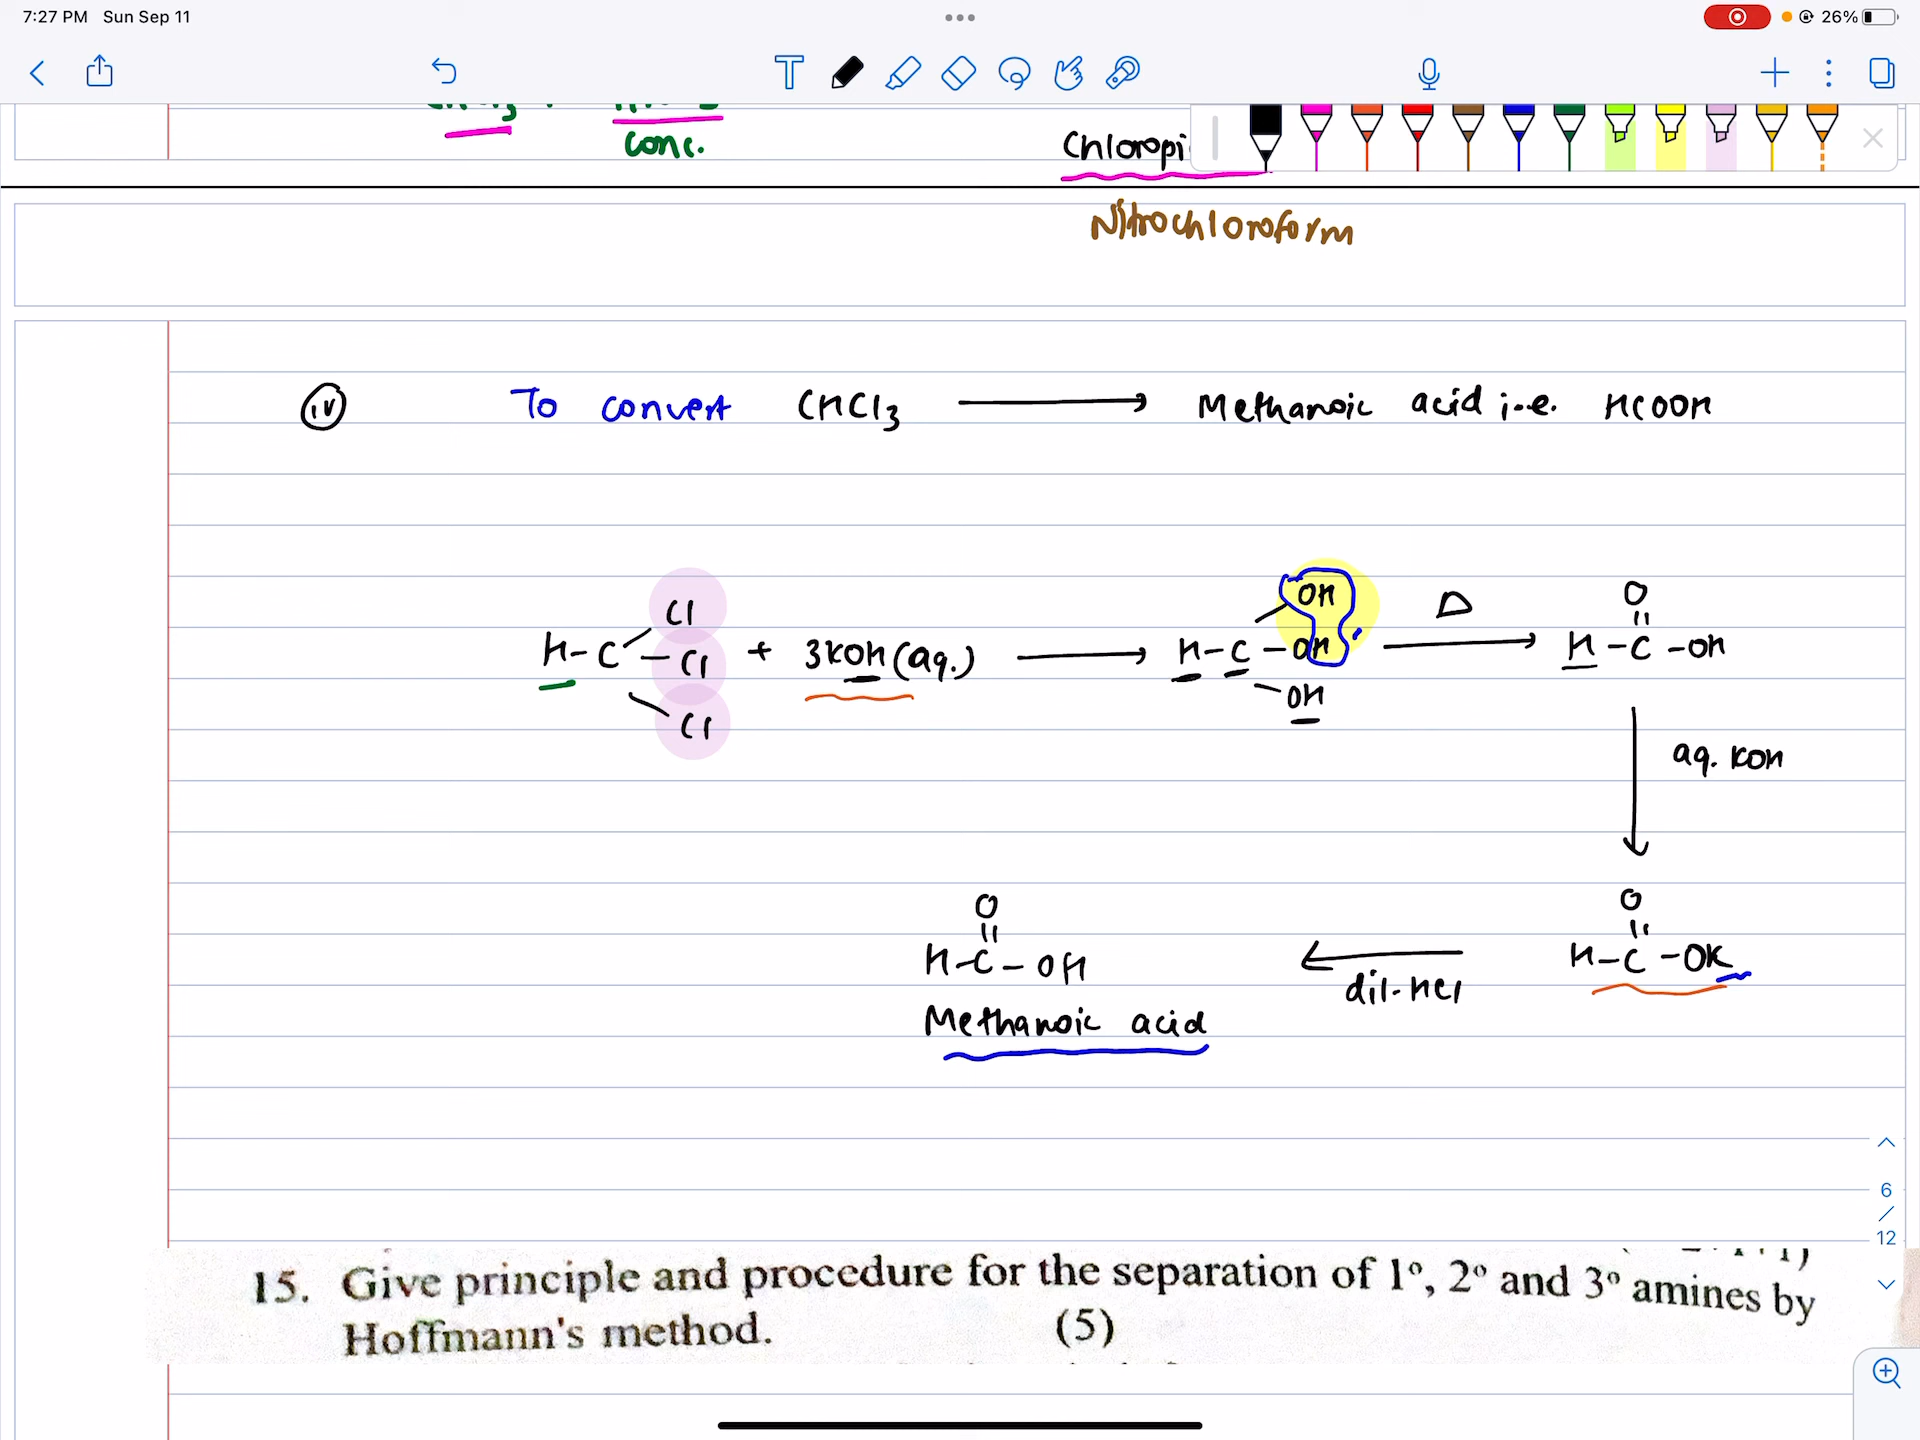 7:27 PM Sun Sep 11
26%
conc.
Chloropi
Nitrochloroform
(iv) To convert CHCl3 → Methanoic acid i.e. HCOOH
Cl OH Δ O
H-C-Cl + 3KOH (aq.) → H-C-OH → H-C-OH
Cl OH
aq. KOH
O O
H-C-OH ← H-C-OK
dil. HCl
Methanoic acid
6
/
12
15. Give principle and procedure for the separation of 1°, 2° and 3° amines by
Hoffmann's method. (5)